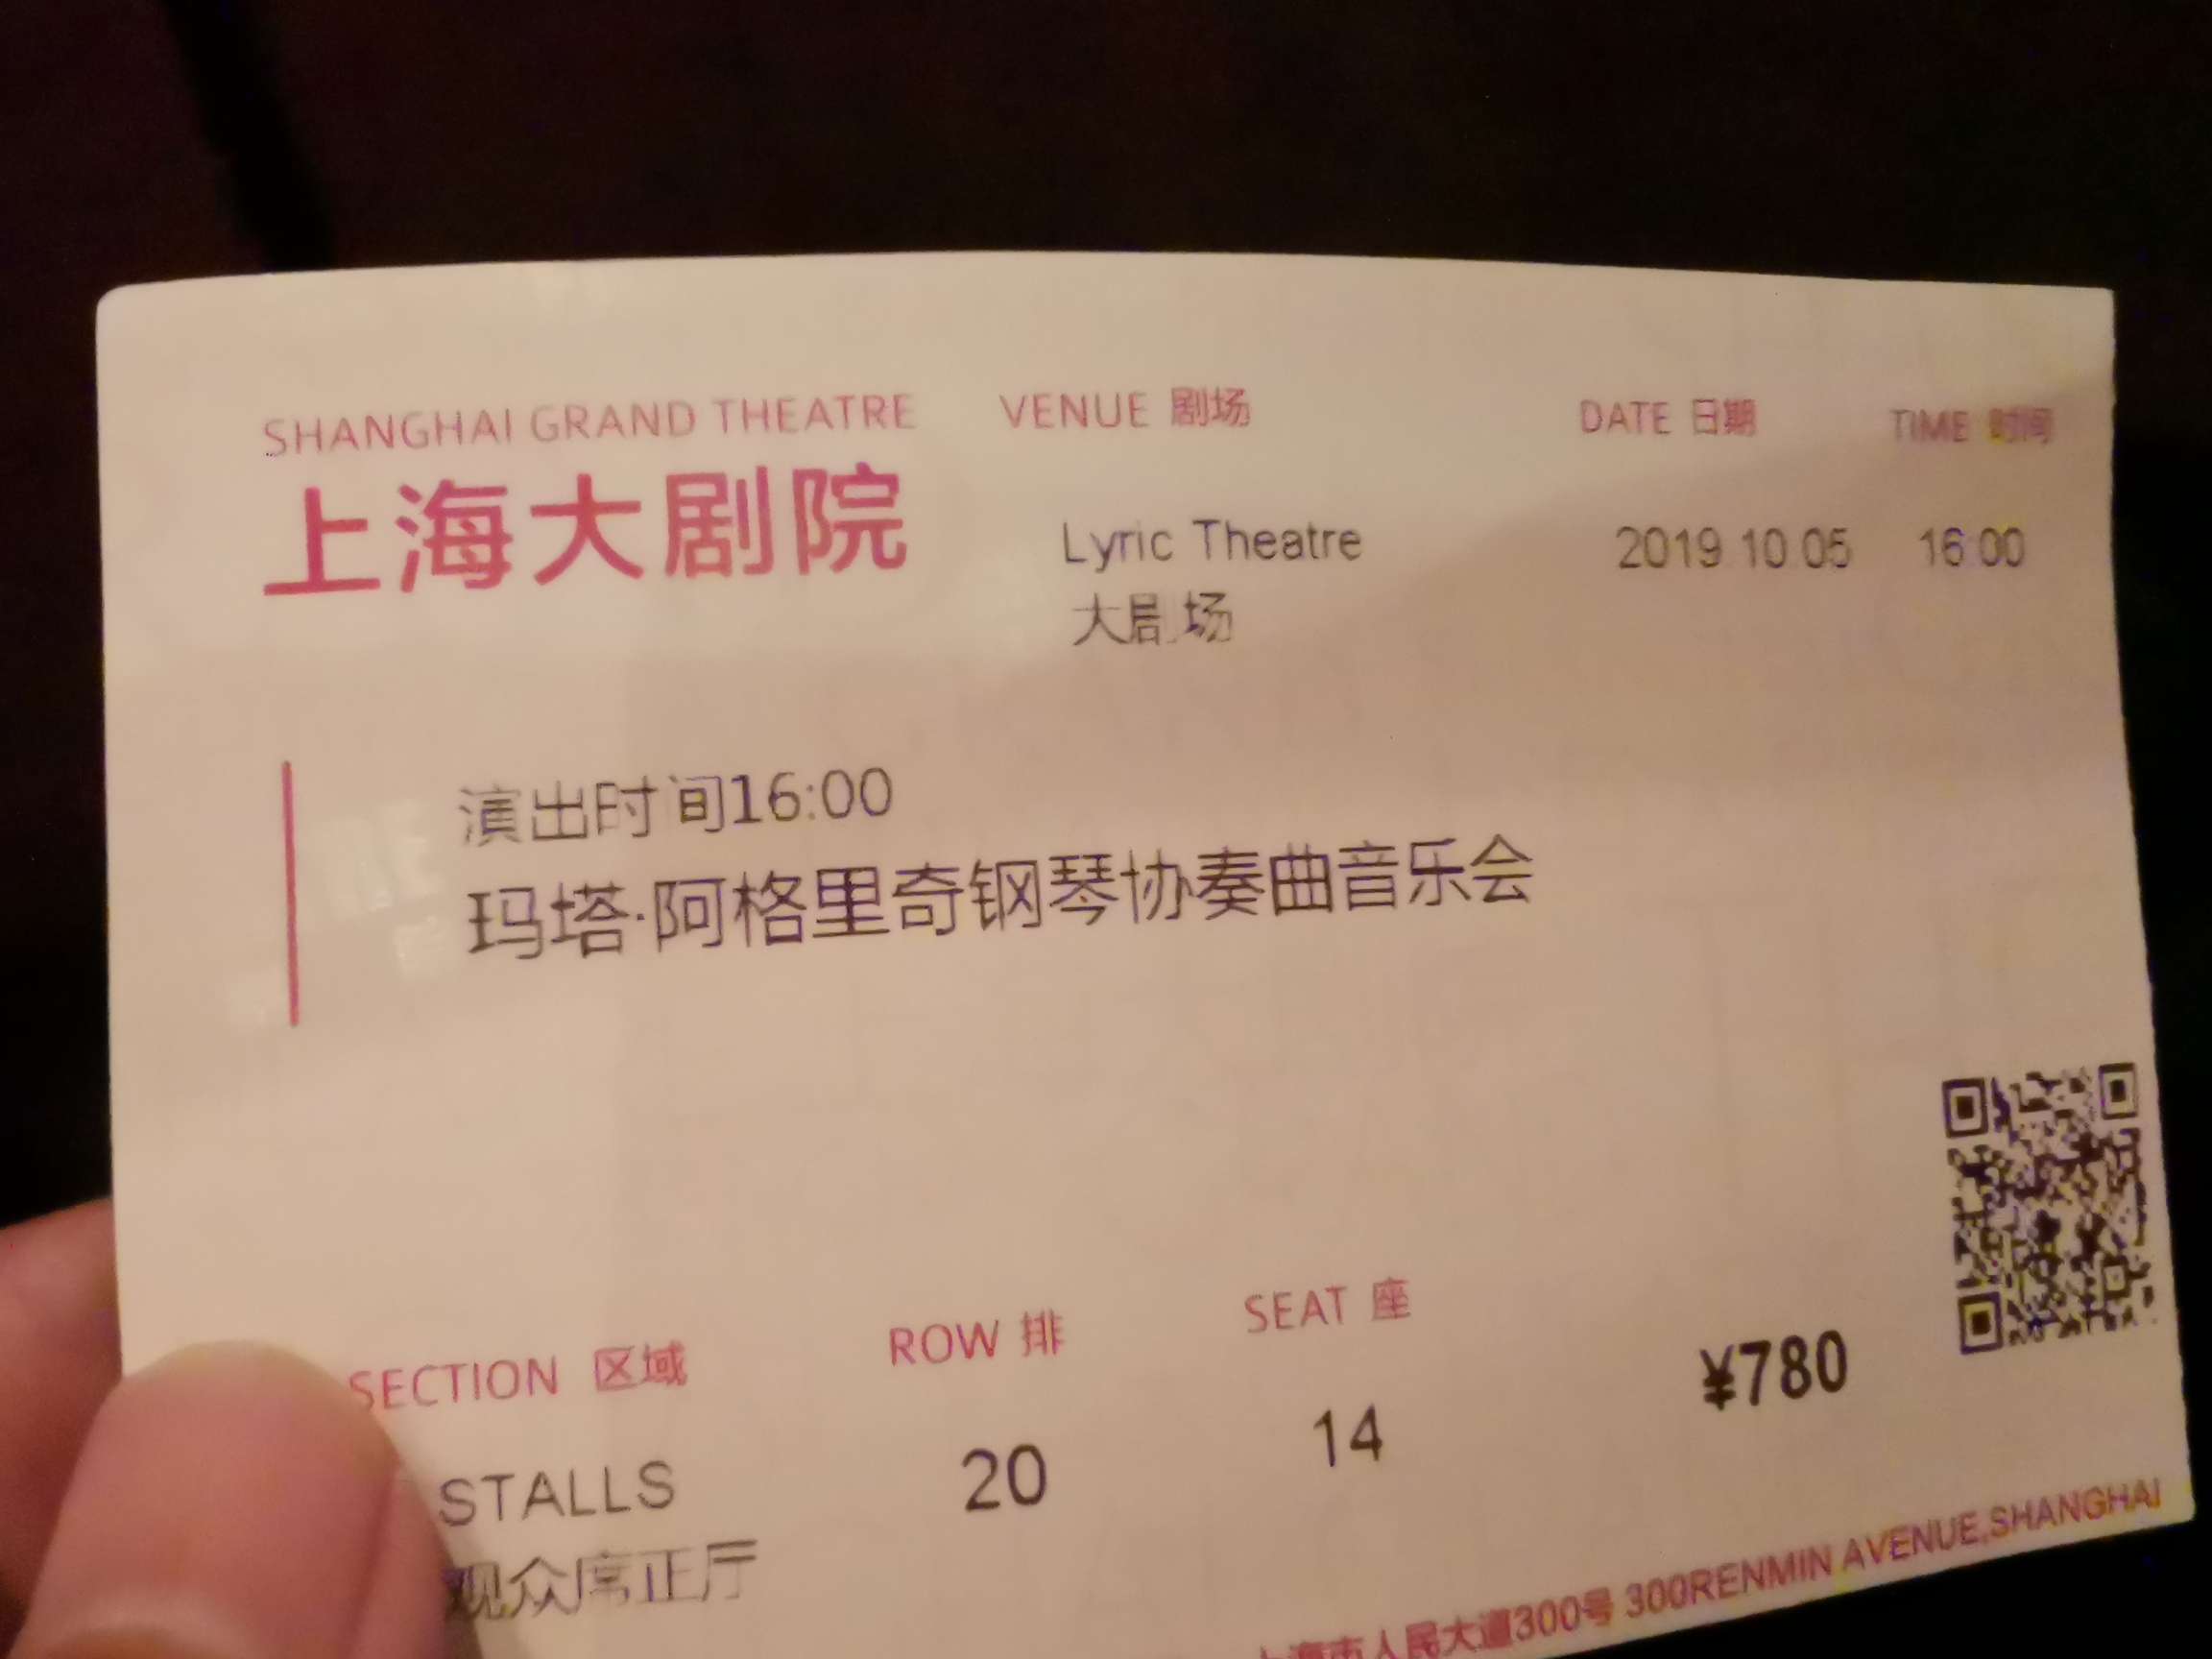 SHANGHAI GRAND THEATRE
上海大剧院
VENUE 剧场
Lyric Theatre
大剧场
DATE 日期
2019 10 05
TIME 时间
16:00
演出时间16:00
玛塔·阿格里奇钢琴协奏曲音乐会
SECTION 区域
STALLS
观众席正厅
ROW 排
20
SEAT 座
14
¥780
上海市人民大道300号 300RENMIN AVENUE,SHANGHAI